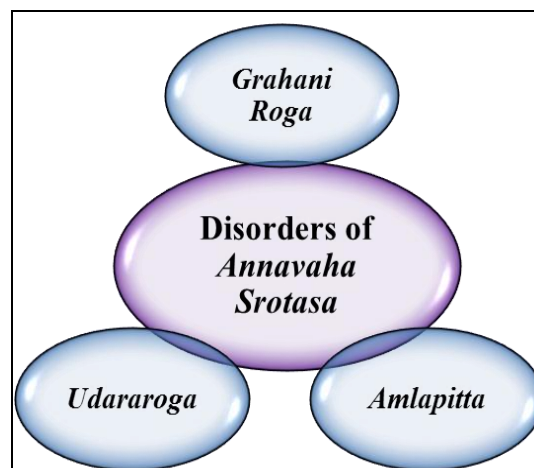 Grahani
Roga
Disorders of
Annavaha
Srotasa
Udararoga
Amlapitta